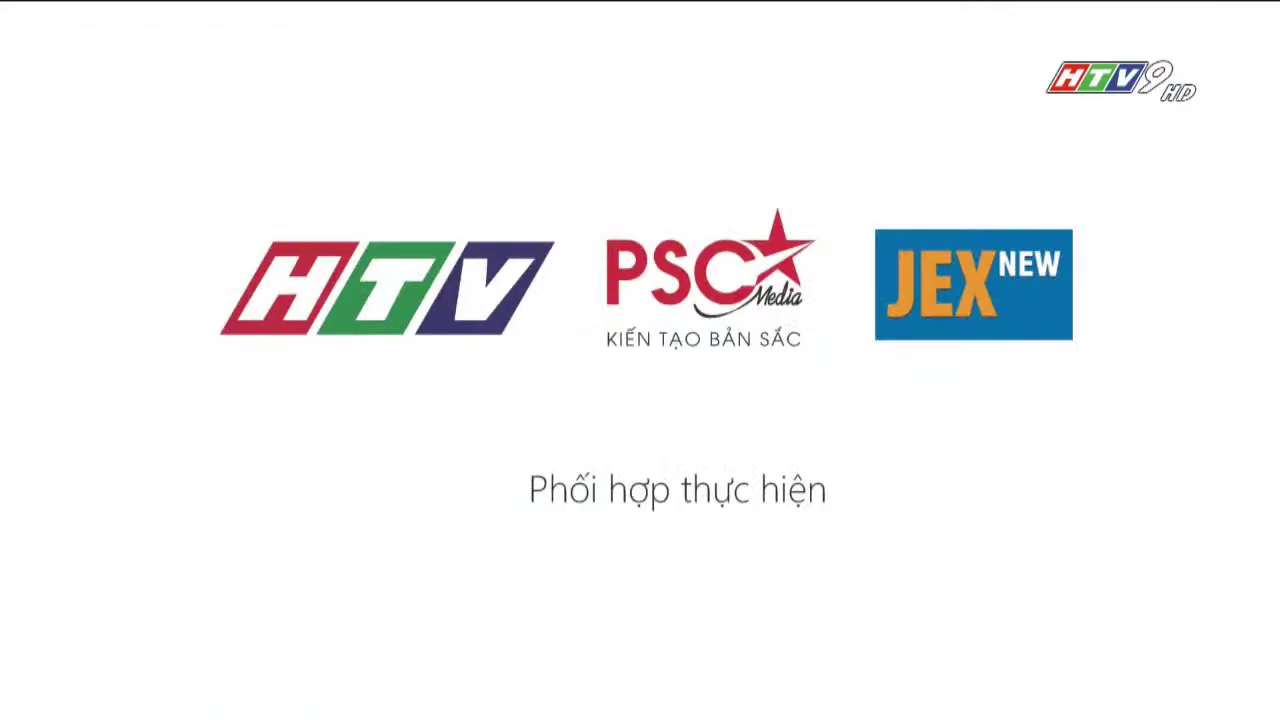 HTV9 HD
HTV
PSC Media
KIẾN TẠO BẢN SẮC
JEX NEW
Phối hợp thực hiện